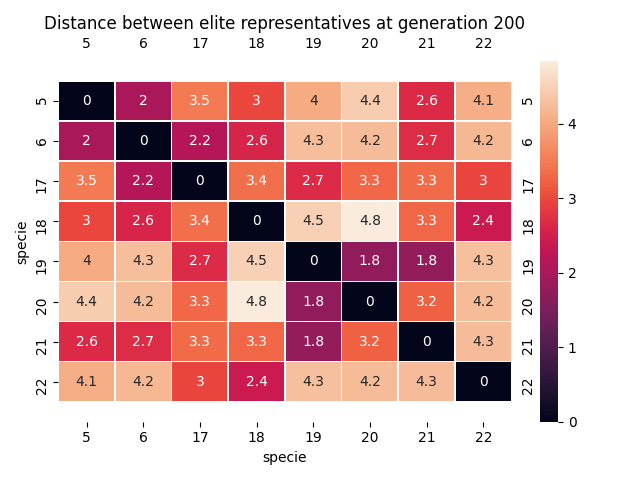 Distance between elite representatives at generation 200
5 6 17 18 19 20 21 22
5 0 2 3.5 3 4 4.4 2.6 4.1 5
6 2 0 2.2 2.6 4.3 4.2 2.7 4.2 6
17 3.5 2.2 0 3.4 2.7 3.3 3.3 3 17
18 3 2.6 3.4 0 4.5 4.8 3.3 2.4 18
19 4 4.3 2.7 4.5 0 1.8 1.8 4.3 19
20 4.4 4.2 3.3 4.8 1.8 0 3.2 4.2 20
21 2.6 2.7 3.3 3.3 1.8 3.2 0 4.3 21
22 4.1 4.2 3 2.4 4.3 4.2 4.3 0 22
5 6 17 18 19 20 21 22
specie
specie
4
3
2
1
0